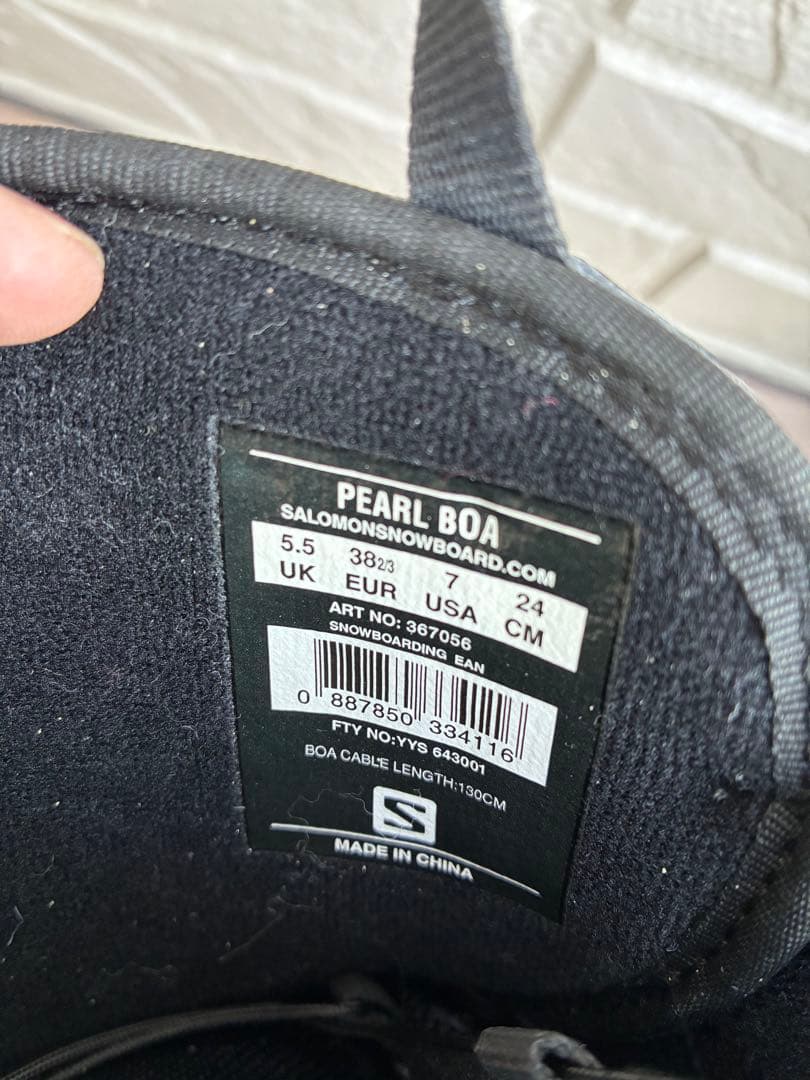 PEARL BOA
SALOMONSNOWBOARD.COM
5.5 38 2/3 7 24
UK EUR USA CM
ART NO: 367056
SNOWBOARDING EAN
0 887850 334116
FTY NO:YYS 643001
BOA CABLE LENGTH:130CM
S
MADE IN CHINA